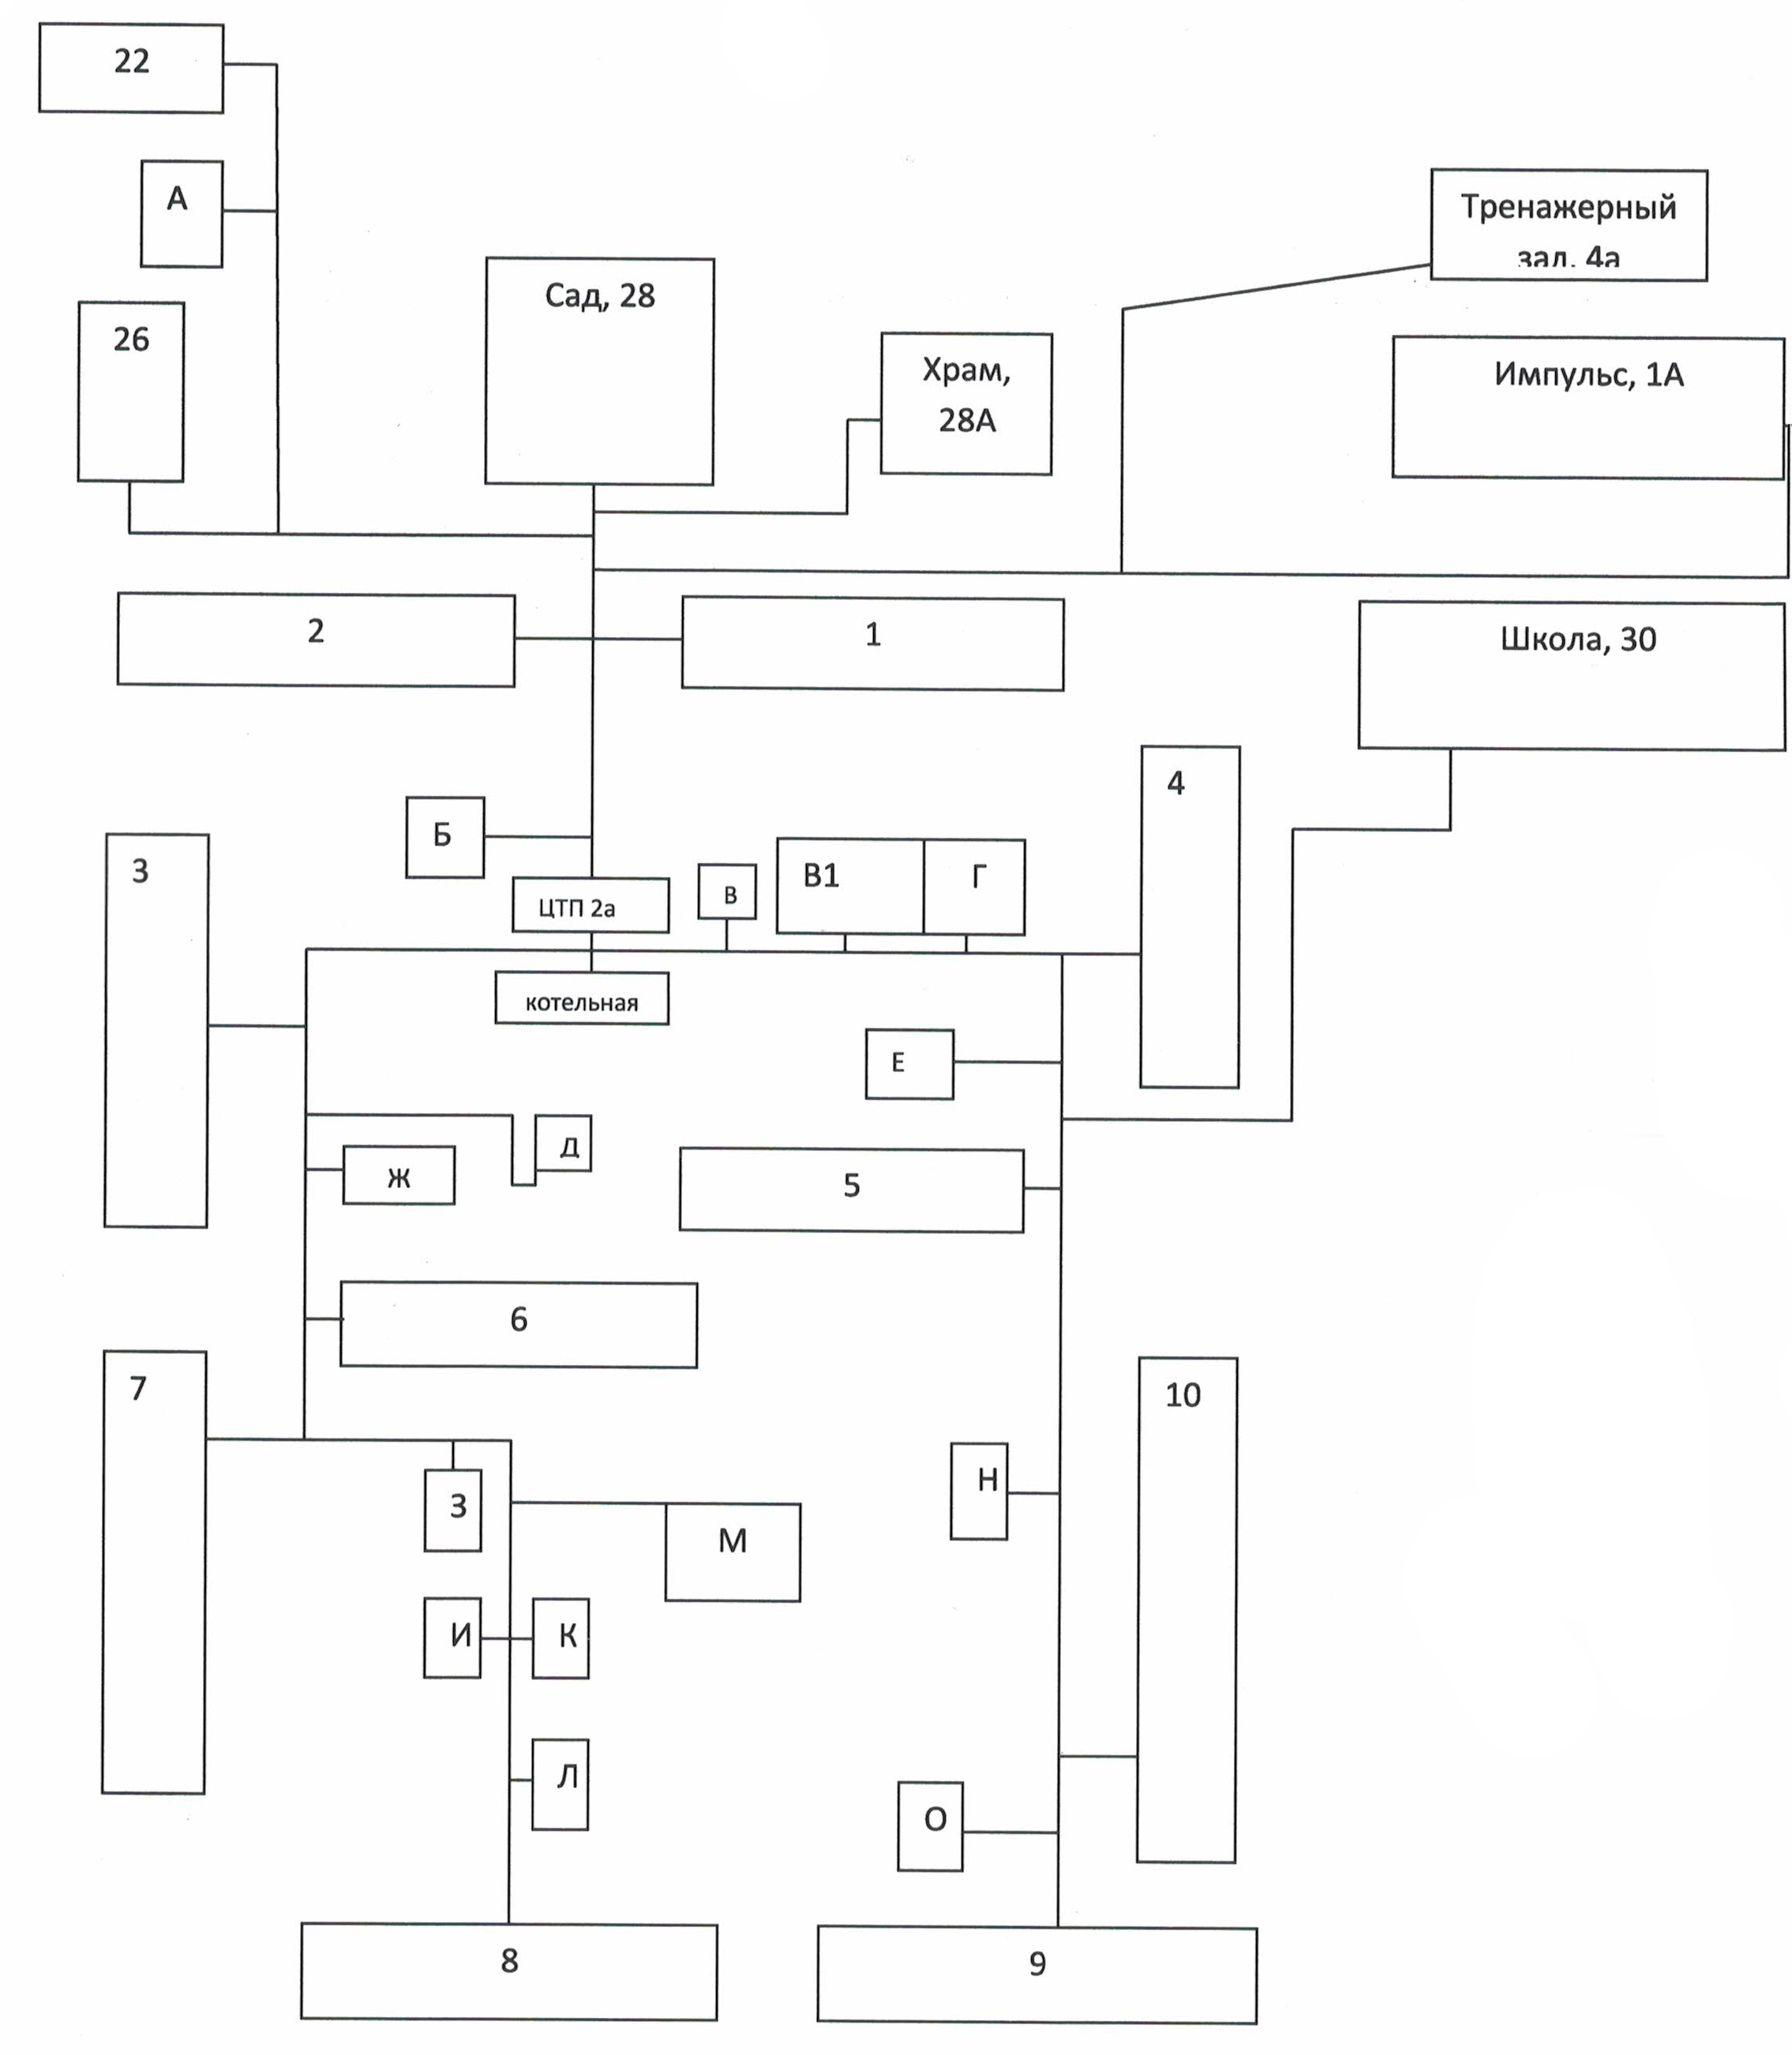 22
А
Тренажерный
зал. 4а
Сад, 28
26
Храм,
28А
Импульс, 1А
2
1
Школа, 30
4
Б
3
В1
Г
В
ЦТП 2а
котельная
Е
Д
Ж
5
6
7
10
Н
З
М
И
К
Л
О
8
9